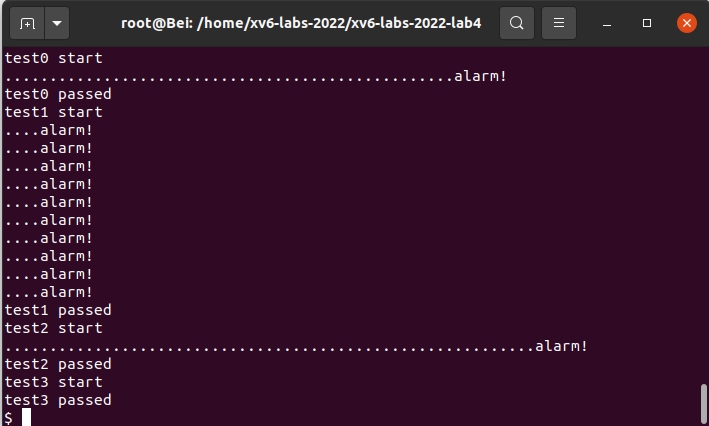 root@Bei: /home/xv6-labs-2022/xv6-labs-2022-lab4
test0 start
..................................................alarm!
test0 passed
test1 start
....alarm!
....alarm!
....alarm!
....alarm!
....alarm!
....alarm!
....alarm!
....alarm!
....alarm!
....alarm!
test1 passed
test2 start
...........................................................alarm!
test2 passed
test3 start
test3 passed
$